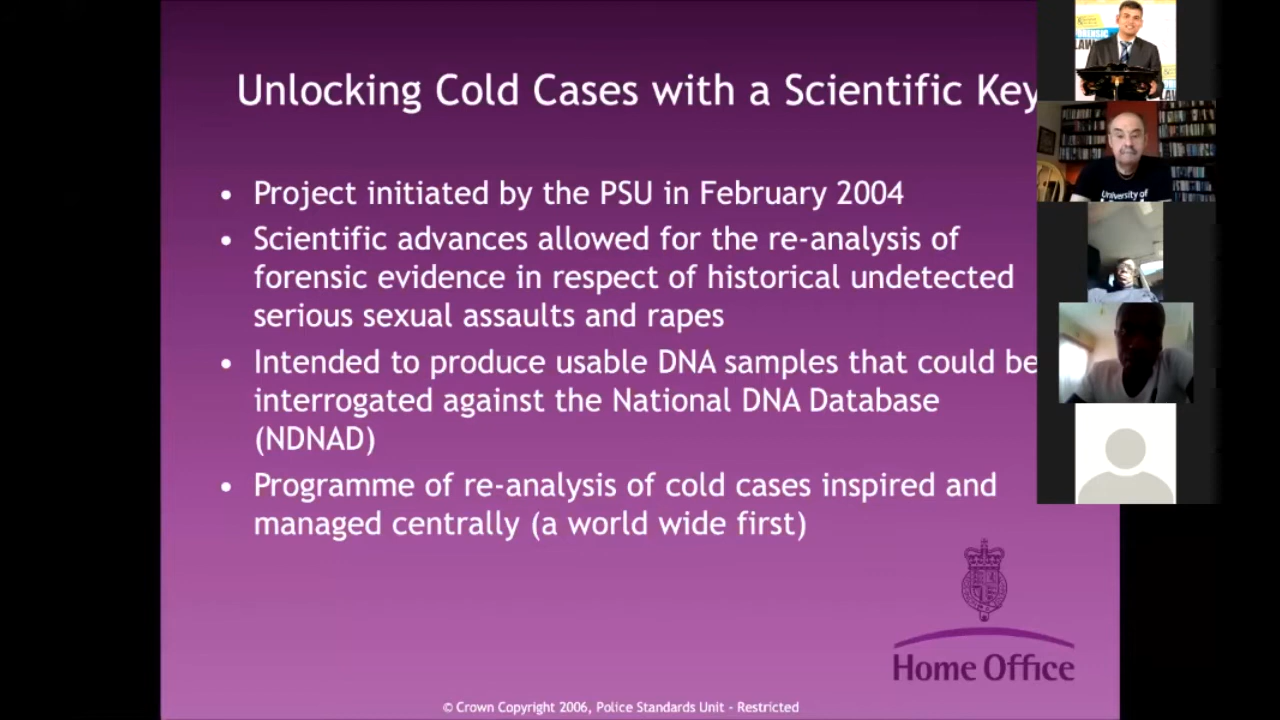 Unlocking Cold Cases with a Scientific Key
• Project initiated by the PSU in February 2004
• Scientific advances allowed for the re-analysis of
forensic evidence in respect of historical undetected
serious sexual assaults and rapes
• Intended to produce usable DNA samples that could be
interrogated against the National DNA Database
(NDNAD)
• Programme of re-analysis of cold cases inspired and
managed centrally (a world wide first)
Home Office
© Crown Copyright 2006, Police Standards Unit - Restricted
University of